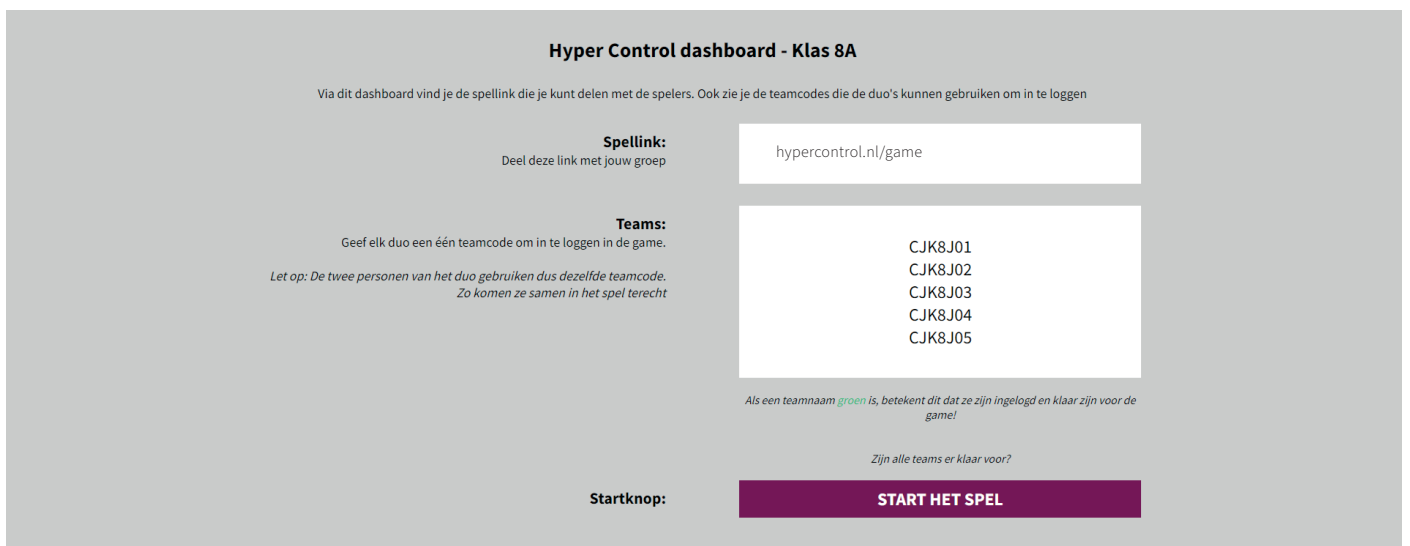 Hyper Control dashboard - Klas 8A
Via dit dashboard vind je de spellink die je kunt delen met de spelers. Ook zie je de teamcodes die de duo's kunnen gebruiken om in te loggen
Spellink:
Deel deze link met jouw groep
hypercontrol.nl/game
Teams:
Geef elk duo een één teamcode om in te loggen in de game.
Let op: De twee personen van het duo gebruiken dus dezelfde teamcode.
Zo komen ze samen in het spel terecht
CJK8J01
CJK8J02
CJK8J03
CJK8J04
CJK8J05
Als een teamnaam groen is, betekent dit dat ze zijn ingelogd en klaar zijn voor de
game!
Zijn alle teams er klaar voor?
Startknop:
START HET SPEL